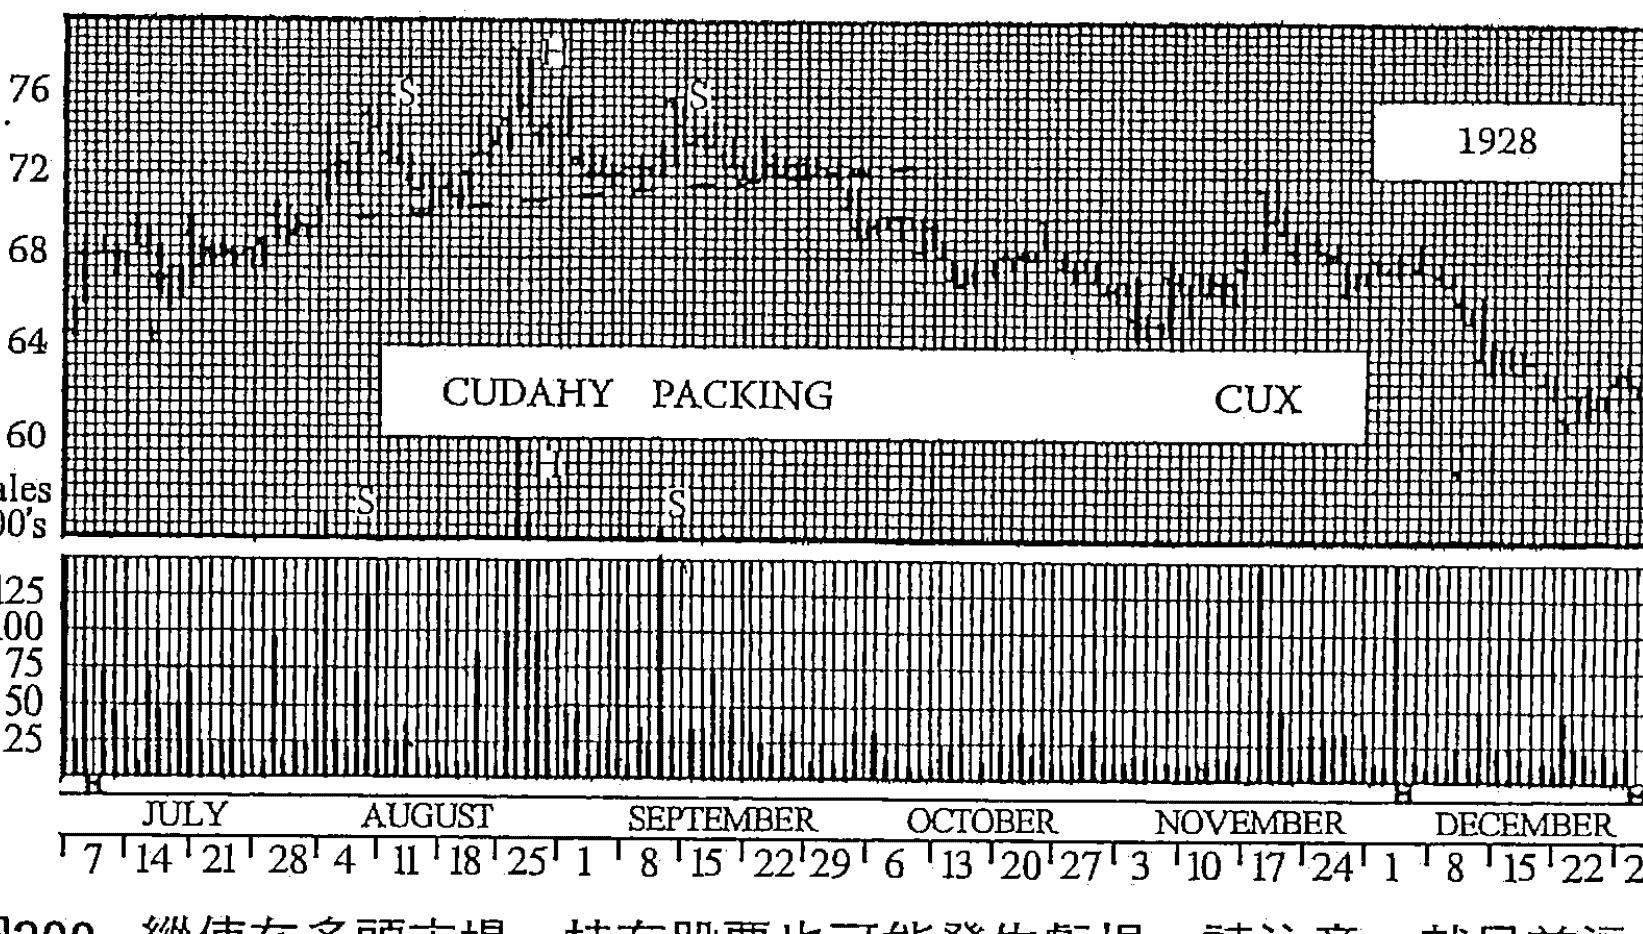 H
76 S S
1928
72
68
64
CUDAHY PACKING CUX
60
H
S S
ales
00's
125
100
75
50
25
H H H
JULY AUGUST SEPTEMBER OCTOBER NOVEMBER DECEMBER
7 14 21 28 4 11 18 25 1 8 15 22 29 6 13 20 27 3 10 17 24 1 8 15 22 2